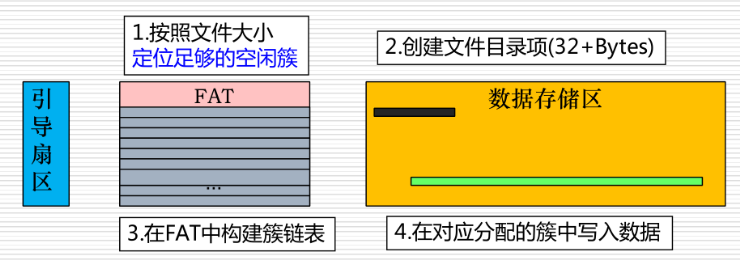 1.按照文件大小
定位足够的空闲簇
2.创建文件目录项(32+Bytes)
引导扇区
FAT
...
数据存储区
3.在FAT中构建簇链表
4.在对应分配的簇中写入数据